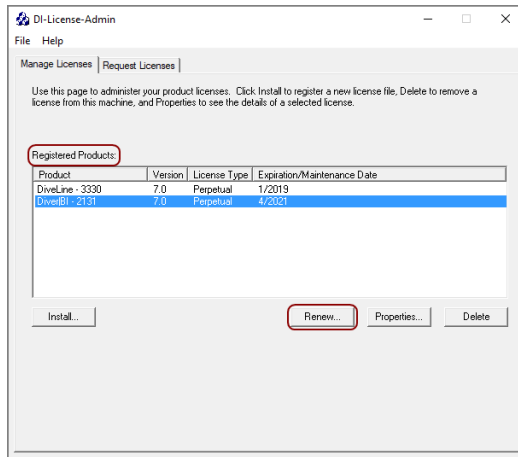 DI-License-Admin
File Help
Manage Licenses Request Licenses
Use this page to administer your product licenses. Click Install to register a new license file, Delete to remove a
license from this machine, and Properties to see the details of a selected license.
Registered Products:
Product Version License Type Expiration/Maintenance Date
DiveLine - 3330 7.0 Perpetual 1/2019
Diver|BI - 2131 7.0 Perpetual 4/2021
Install... Renew... Properties... Delete